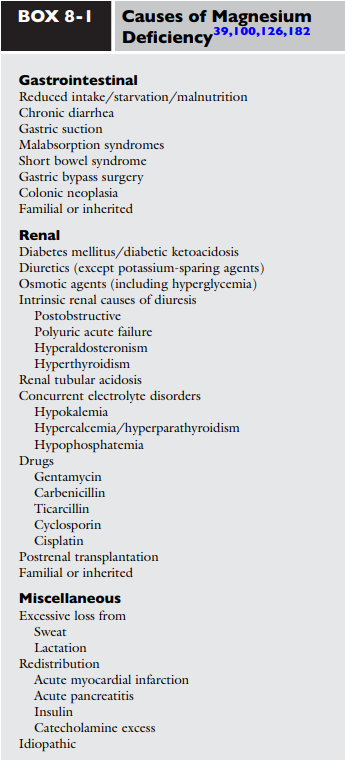 BOX 8-1
Causes of Magnesium
Deficiency39,100,126,182
Gastrointestinal
Reduced intake/starvation/malnutrition
Chronic diarrhea
Gastric suction
Malabsorption syndromes
Short bowel syndrome
Gastric bypass surgery
Colonic neoplasia
Familial or inherited
Renal
Diabetes mellitus/diabetic ketoacidosis
Diuretics (except potassium-sparing agents)
Osmotic agents (including hyperglycemia)
Intrinsic renal causes of diuresis
Postobstructive
Polyuric acute failure
Hyperaldosteronism
Hyperthyroidism
Renal tubular acidosis
Concurrent electrolyte disorders
Hypokalemia
Hypercalcemia/hyperparathyroidism
Hypophosphatemia
Drugs
Gentamycin
Carbenicillin
Ticarcillin
Cyclosporin
Cisplatin
Postrenal transplantation
Familial or inherited
Miscellaneous
Excessive loss from
Sweat
Lactation
Redistribution
Acute myocardial infarction
Acute pancreatitis
Insulin
Catecholamine excess
Idiopathic